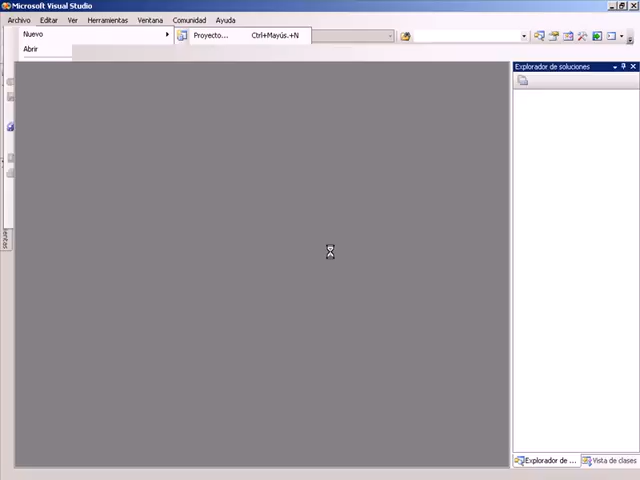 Microsoft Visual Studio
Archivo Editar Ver Herramientas Ventana Comunidad Ayuda
Nuevo
Proyecto... Ctrl+Mayús.+N
Abrir
Explorador de soluciones
Explorador de ... Vista de clases